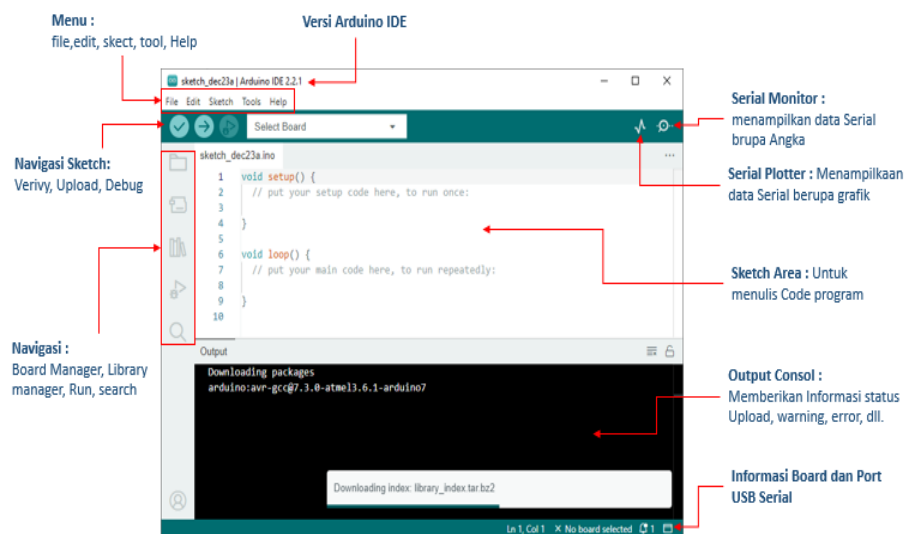 Menu :
file,edit, skect, tool, Help
Versi Arduino IDE
sketch_dec23a | Arduino IDE 2.2.1
File Edit Sketch Tools Help
Select Board
Serial Monitor :
menampilkan data Serial
brupa Angka
Navigasi Sketch:
Verivy, Upload, Debug
sketch_dec23a.ino
Serial Plotter : Menampilkaan
data Serial berupa grafik
1 void setup() {
2 // put your setup code here, to run once:
3
4 }
5
6 void loop() {
7 // put your main code here, to run repeatedly:
8
9 }
10
Sketch Area : Untuk
menulis Code program
Navigasi :
Board Manager, Library
manager, Run, search
Output
Downloading packages
arduino:avr-gcc@7.3.0-atmel3.6.1-arduino7
Output Consol :
Memberikan Informasi status
Upload, warning, error, dll.
Downloading index: library_index.tar.bz2
Informasi Board dan Port
USB Serial
Ln 1, Col 1 × No board selected 1